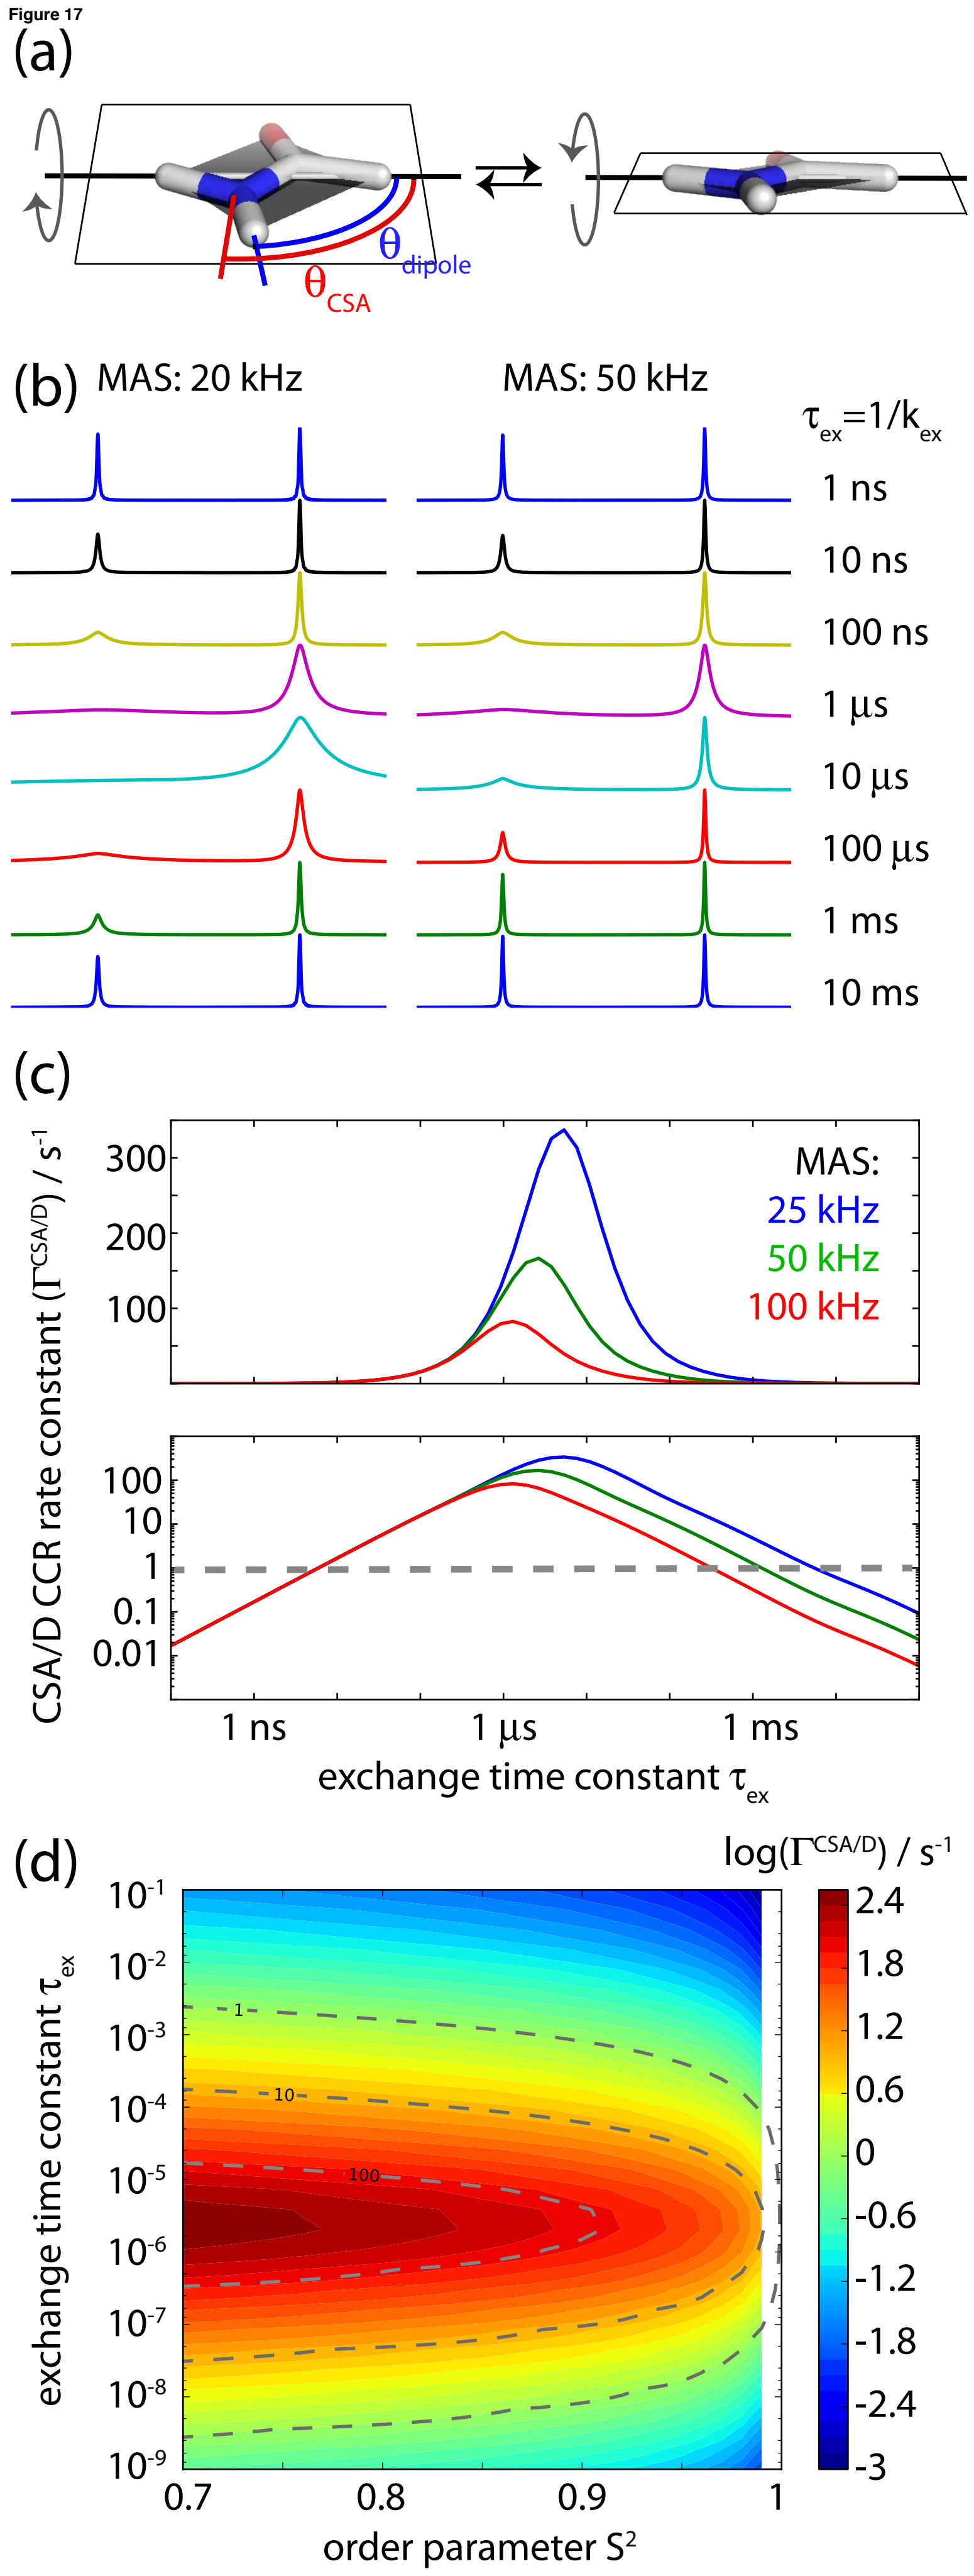 Figure 17
(a)
θdipole
θCSA
(b)
MAS: 20 kHz
MAS: 50 kHz
τex=1/kex
1 ns
10 ns
100 ns
1 μs
10 μs
100 μs
1 ms
10 ms
(c)
CSA/D CCR rate constant (Γ^CSA/D) / s^-1
300
200
100
MAS:
25 kHz
50 kHz
100 kHz
100
10
1
0.1
0.01
1 ns
1 μs
1 ms
exchange time constant τex
(d)
log(Γ^CSA/D) / s^-1
exchange time constant τex
10^-1
10^-2
10^-3
10^-4
10^-5
10^-6
10^-7
10^-8
10^-9
1
10
100
2.4
1.8
1.2
0.6
0
-0.6
-1.2
-1.8
-2.4
-3
0.7
0.8
0.9
1
order parameter S^2